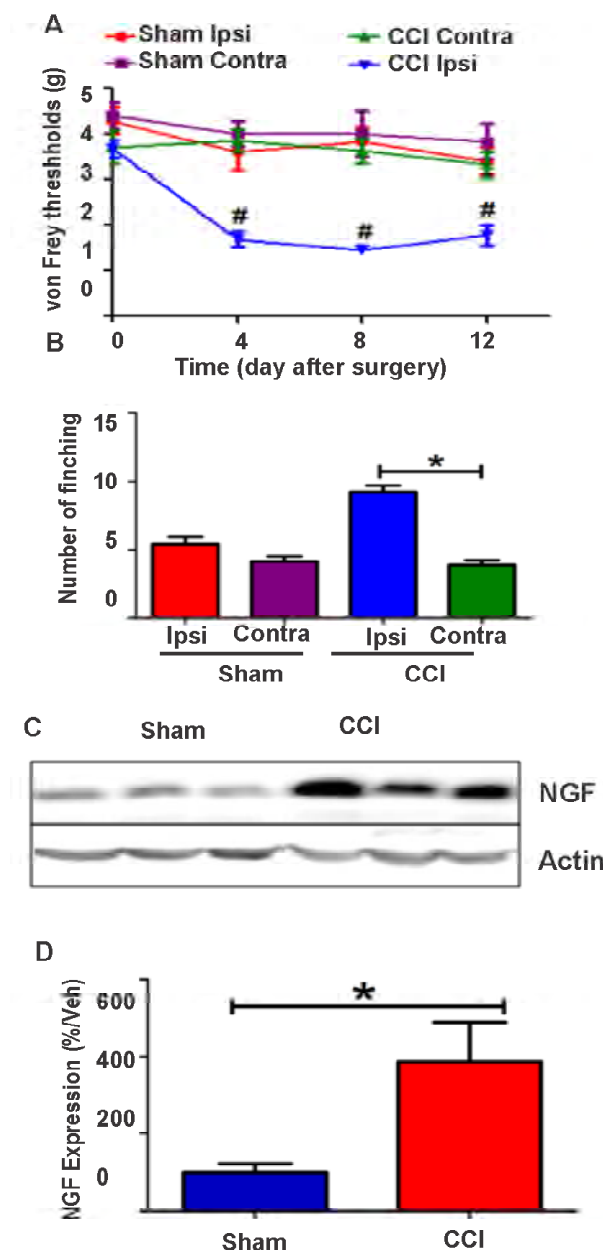 A
Sham Ipsi
CCI Contra
Sham Contra
CCI Ipsi
von Frey threshholds (g)
5
4
3
2
1
0
#
#
#
0 4 8 12
Time (day after surgery)
B
Number of finching
15
10
5
0
*
Ipsi Contra Ipsi Contra
Sham CCI
C
Sham CCI
NGF
Actin
D
NGF Expression (%/Veh)
600
400
200
0
*
Sham CCI